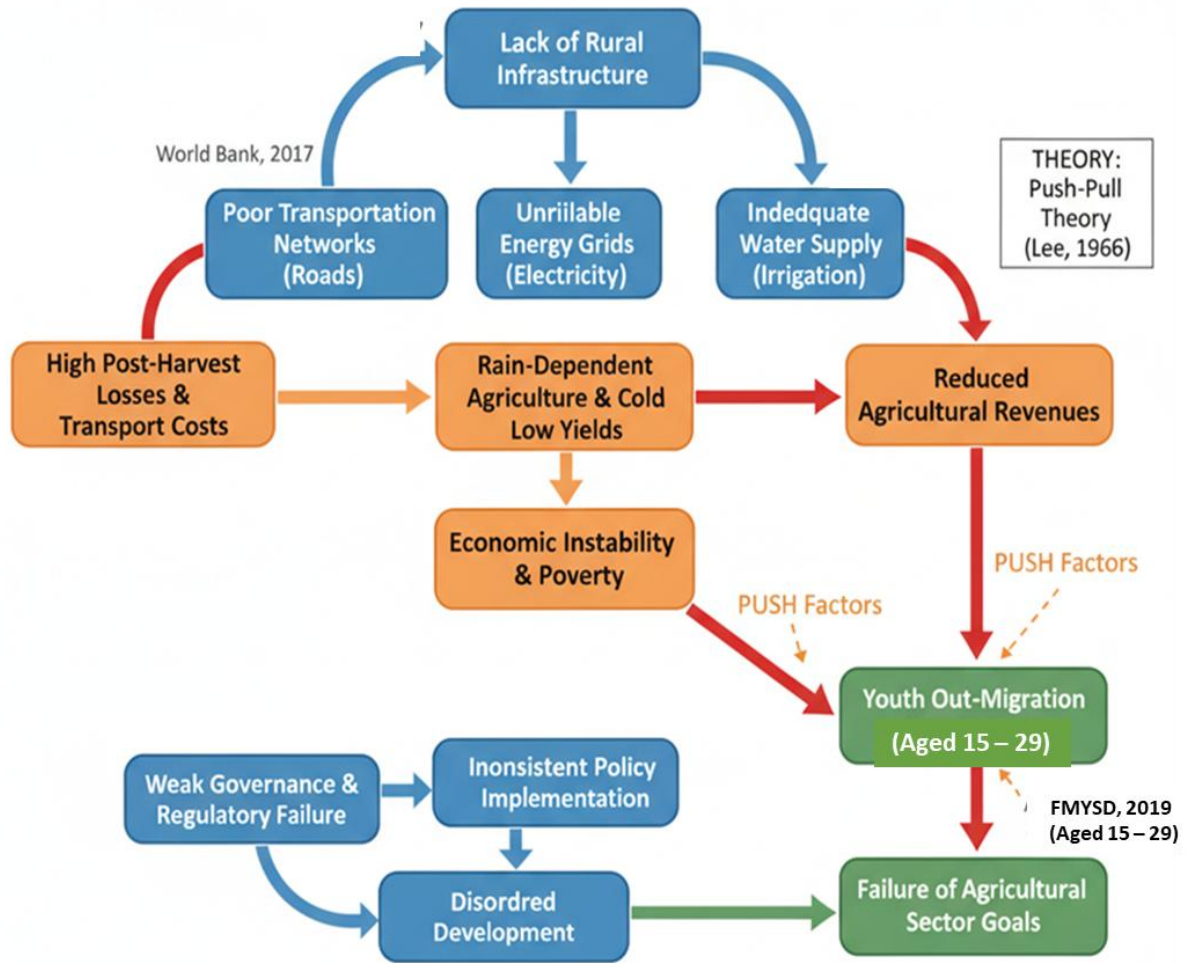 Lack of Rural
Infrastructure
World Bank, 2017
THEORY:
Push-Pull
Theory
(Lee, 1966)
Poor Transportation
Networks
(Roads)
Unriilable
Energy Grids
(Electricity)
Indedquate
Water Supply
(Irrigation)
High Post-Harvest
Losses &
Transport Costs
Rain-Dependent
Agriculture & Cold
Low Yields
Reduced
Agricultural Revenues
Economic Instability
& Poverty
PUSH Factors
PUSH Factors
Youth Out-Migration
(Aged 15 – 29)
Weak Governance &
Regulatory Failure
Inonsistent Policy
Implementation
FMYSD, 2019
(Aged 15 – 29)
Disordred
Development
Failure of Agricultural
Sector Goals